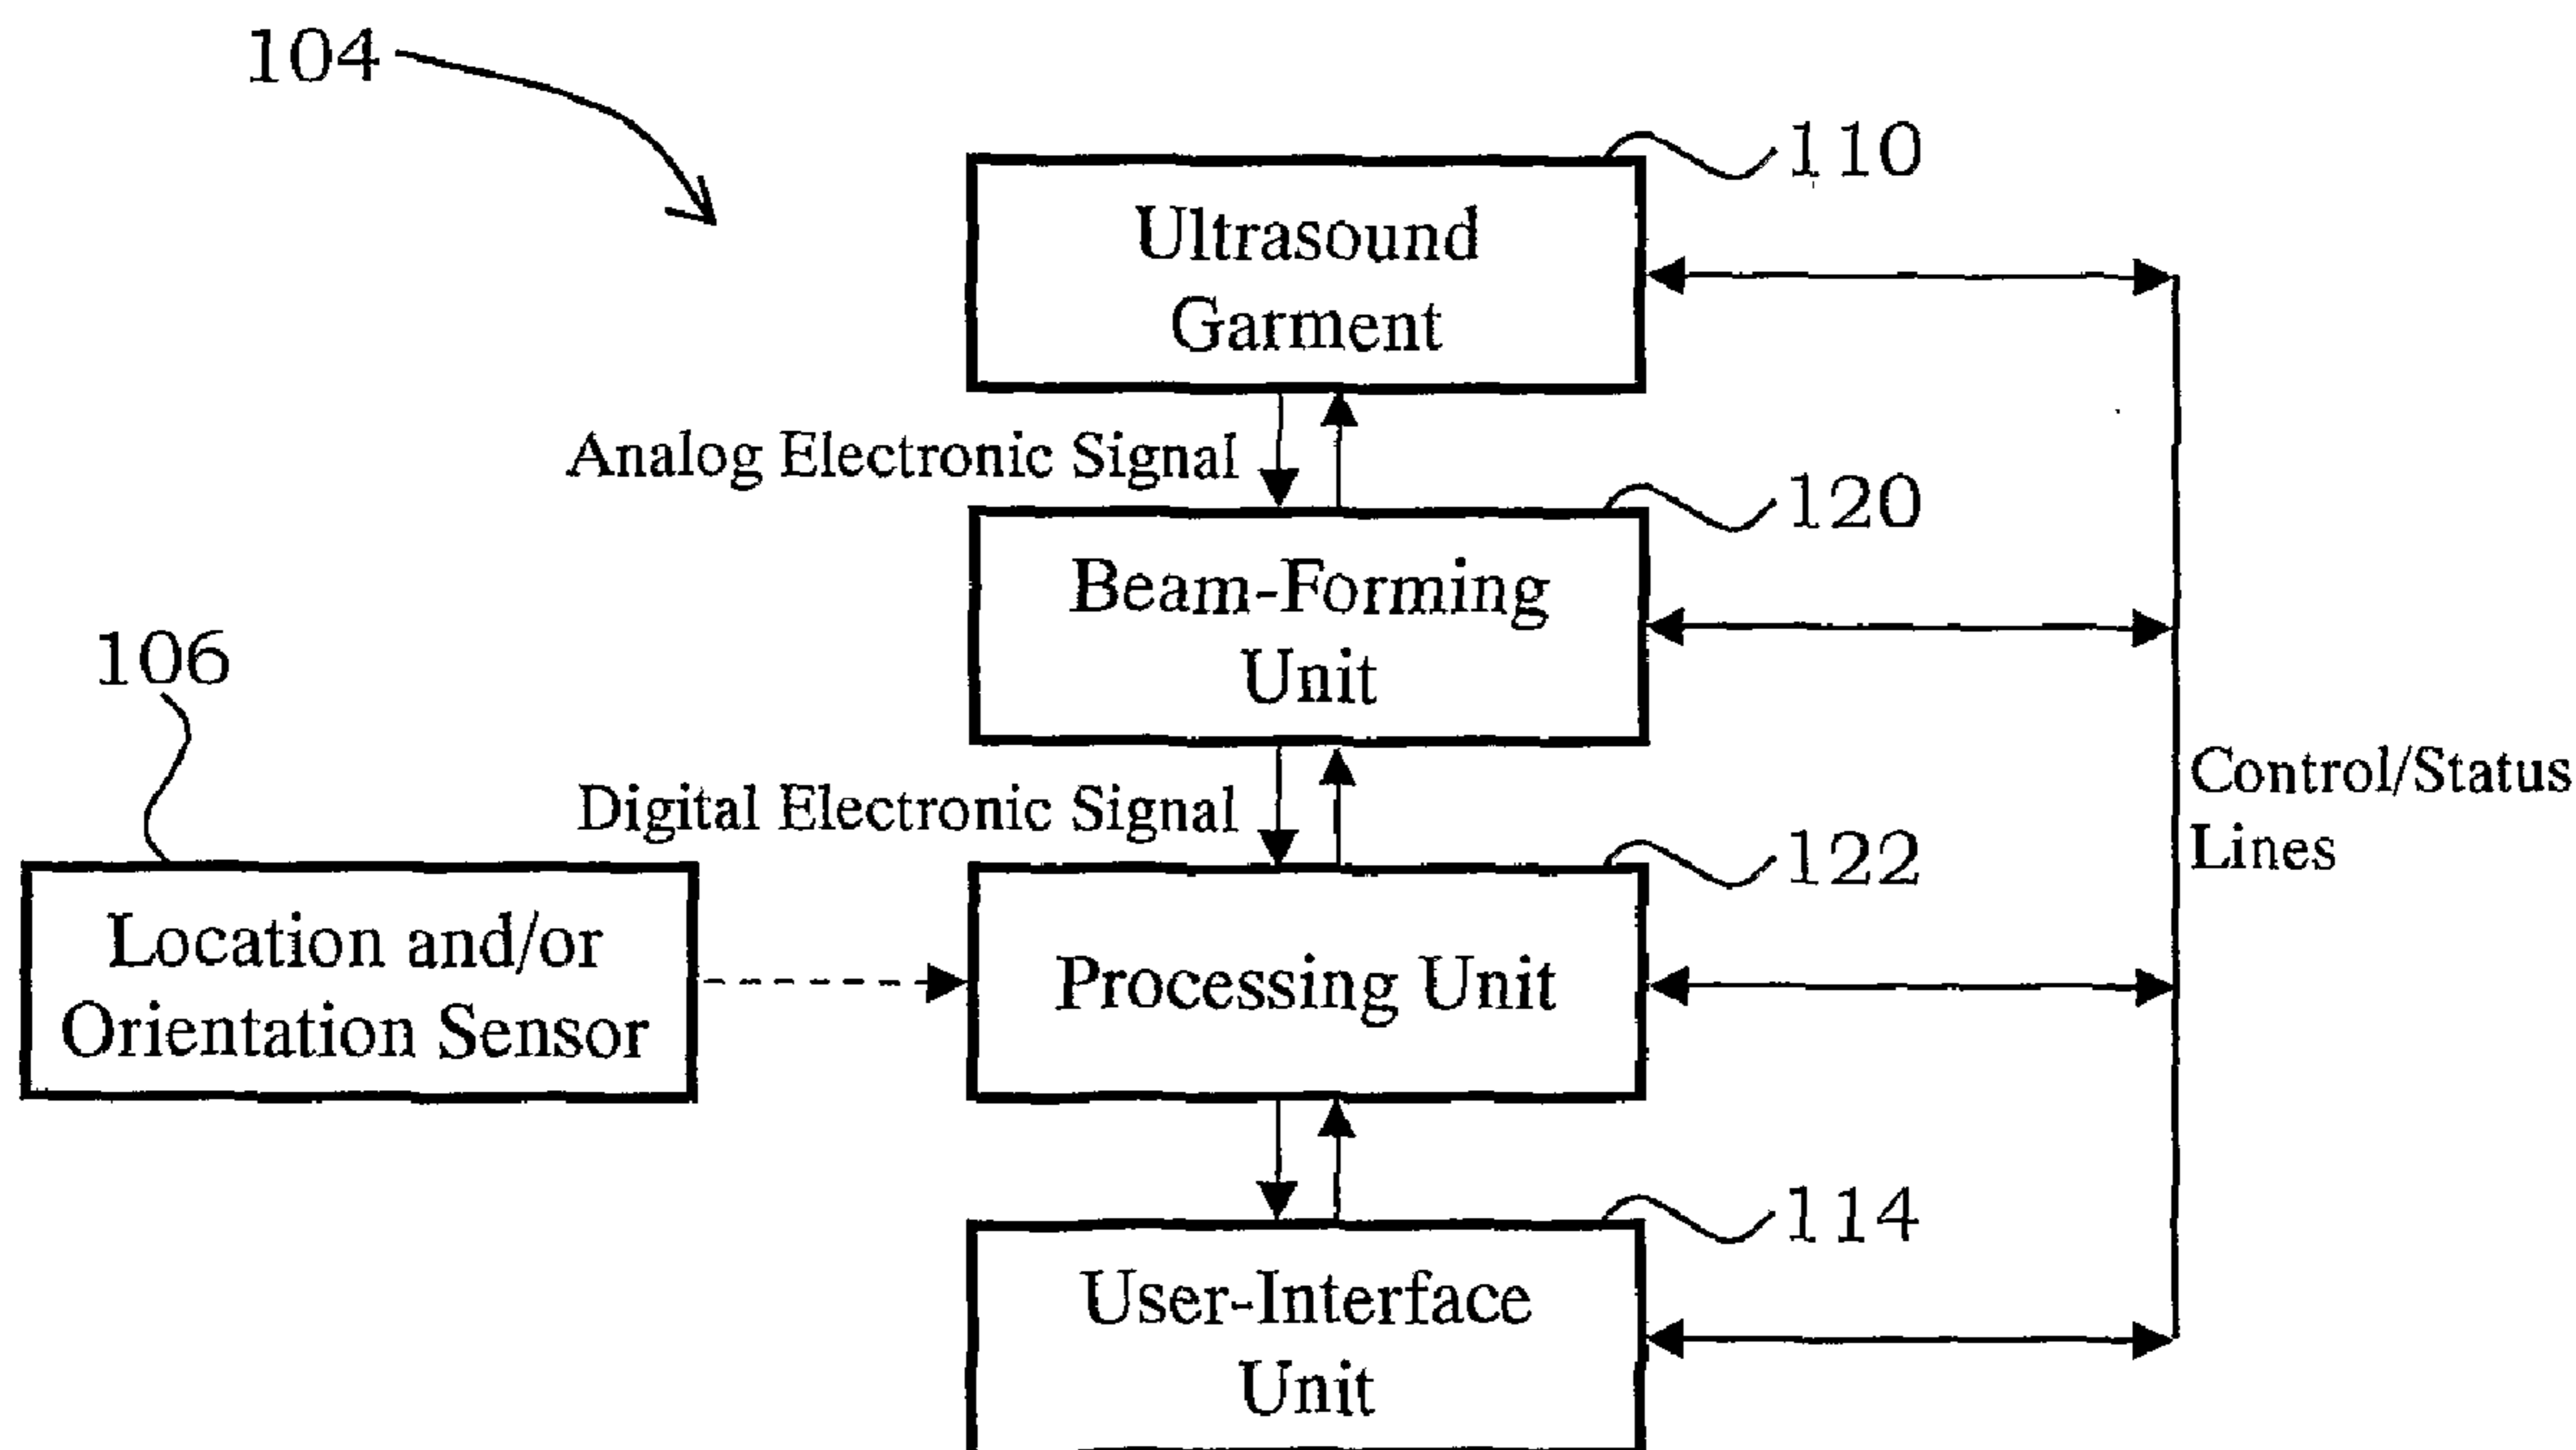 104
110
Ultrasound
Garment
Analog Electronic Signal
120
Beam-Forming
Unit
106
Digital Electronic Signal
Control/Status
Lines
122
Location and/or
Orientation Sensor
Processing Unit
114
User-Interface
Unit